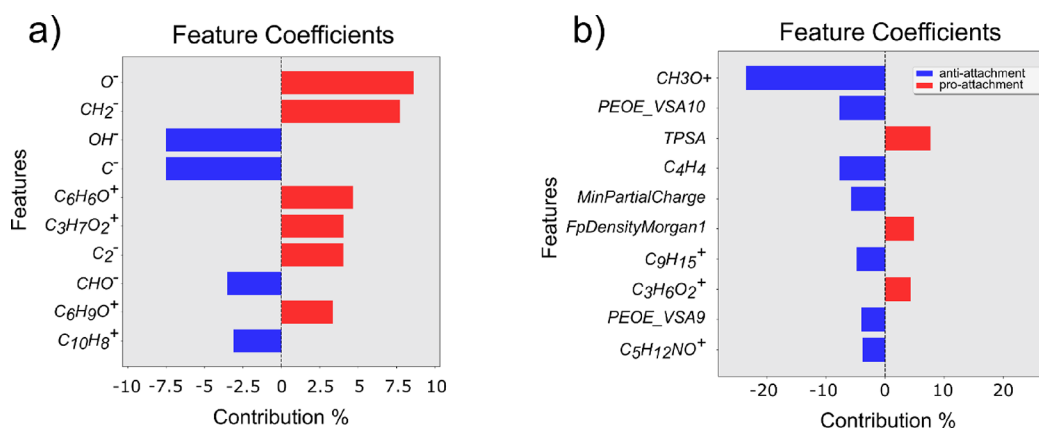 a)
Feature Coefficients
Features
O⁻
CH₂⁻
OH⁻
C⁻
C₆H₆O⁺
C₃H₇O₂⁺
C₂⁻
CHO⁻
C₆H₉O⁺
C₁₀H₈⁺
-10 -7.5 -5 -2.5 0 2.5 5 7.5 10
Contribution %
b)
Feature Coefficients
anti-attachment
pro-attachment
Features
CH3O+
PEOE_VSA10
TPSA
C₄H₄
MinPartialCharge
FpDensityMorgan1
C₉H₁₅⁺
C₃H₆O₂⁺
PEOE_VSA9
C₅H₁₂NO⁺
-20 -10 0 10 20
Contribution %